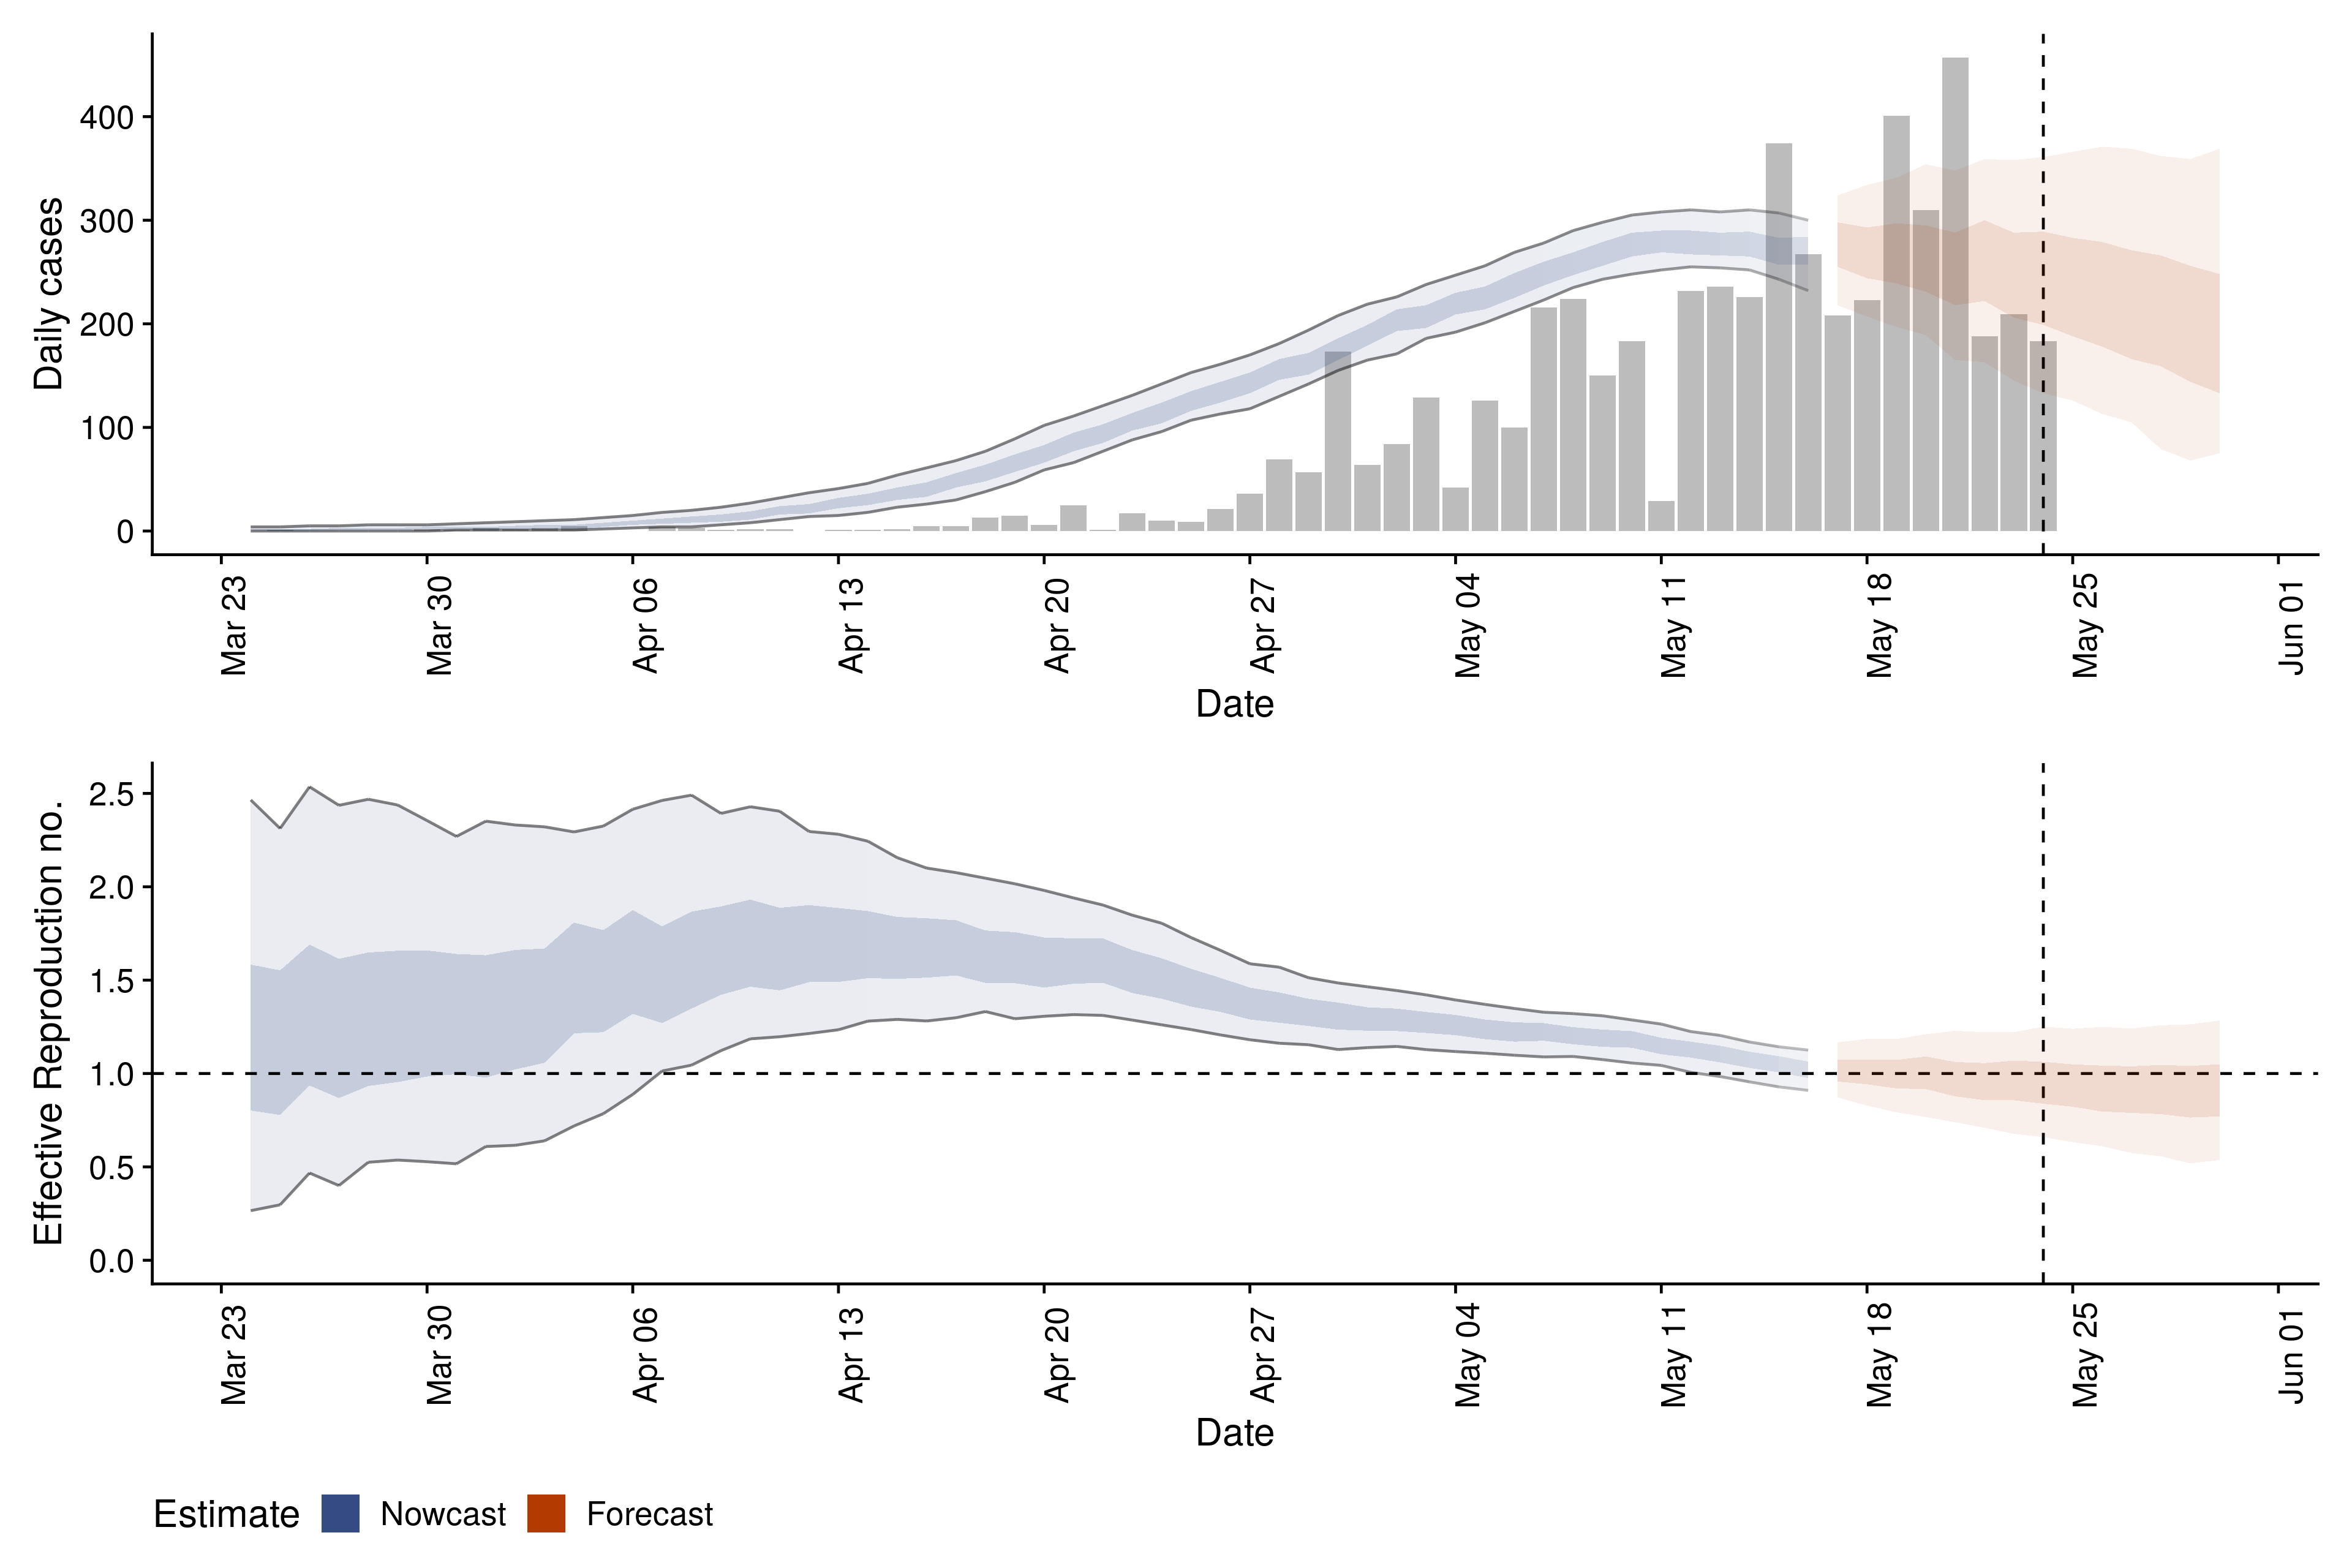 Daily cases
400
300
200
100
0
Mar 23
Mar 30
Apr 06
Apr 13
Apr 20
Apr 27
May 04
May 11
May 18
May 25
Jun 01
Date
Effective Reproduction no.
2.5
2.0
1.5
1.0
0.5
0.0
Mar 23
Mar 30
Apr 06
Apr 13
Apr 20
Apr 27
May 04
May 11
May 18
May 25
Jun 01
Date
Estimate Nowcast Forecast